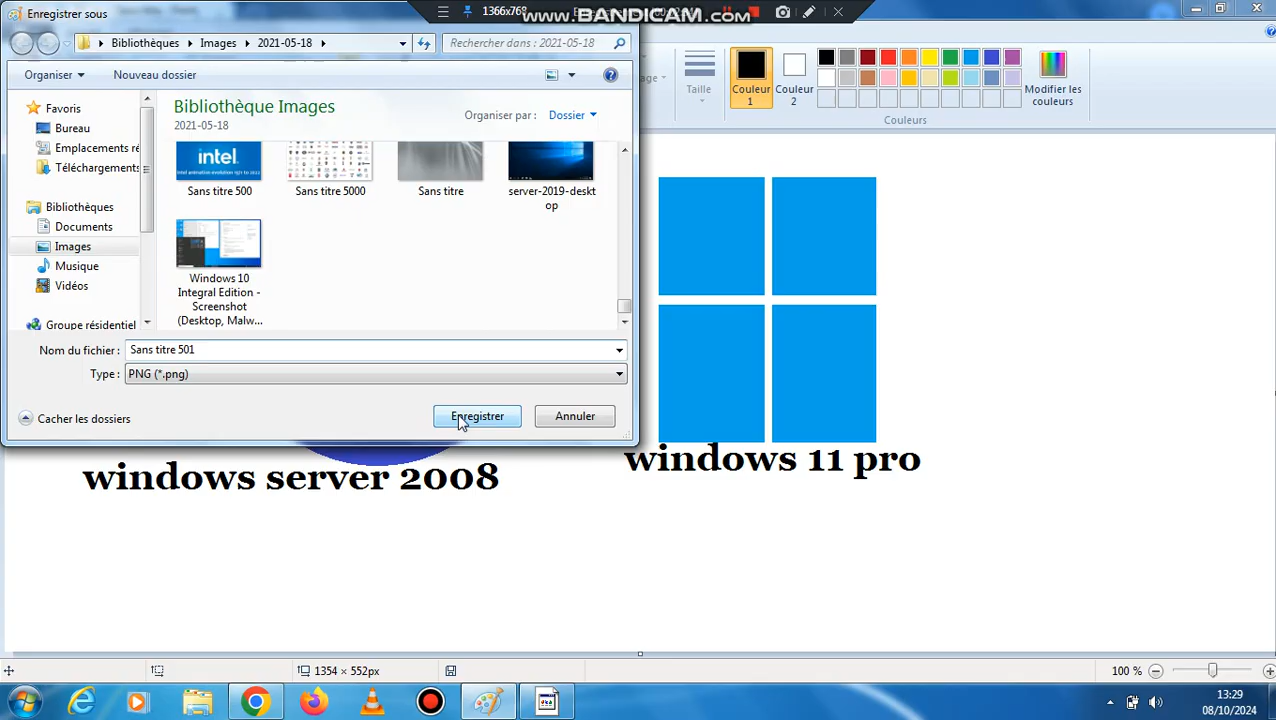 Enregistrer sous
1366x768
www.BANDICAM.com
Bibliothèques
Images
2021-05-18
Rechercher dans : 2021-05-18
Organiser
Nouveau dossier
Favoris
Bureau
Emplacements ré
Téléchargements
Bibliothèques
Documents
Images
Musique
Vidéos
Groupe résidentiel
Bibliothèque Images
2021-05-18
Organiser par :
Dossier
intel
Sans titre 500
Sans titre 5000
Sans titre
server-2019-deskt
op
Windows 10
Integral Edition -
Screenshot
(Desktop, Malw...
Nom du fichier :
Sans titre 501
Type :
PNG (*.png)
Cacher les dossiers
Enregistrer
Annuler
Taille
Couleur
1
Couleur
2
Modifier les
couleurs
Couleurs
windows server 2008
windows 11 pro
1354 × 552px
100 %
13:29
08/10/2024